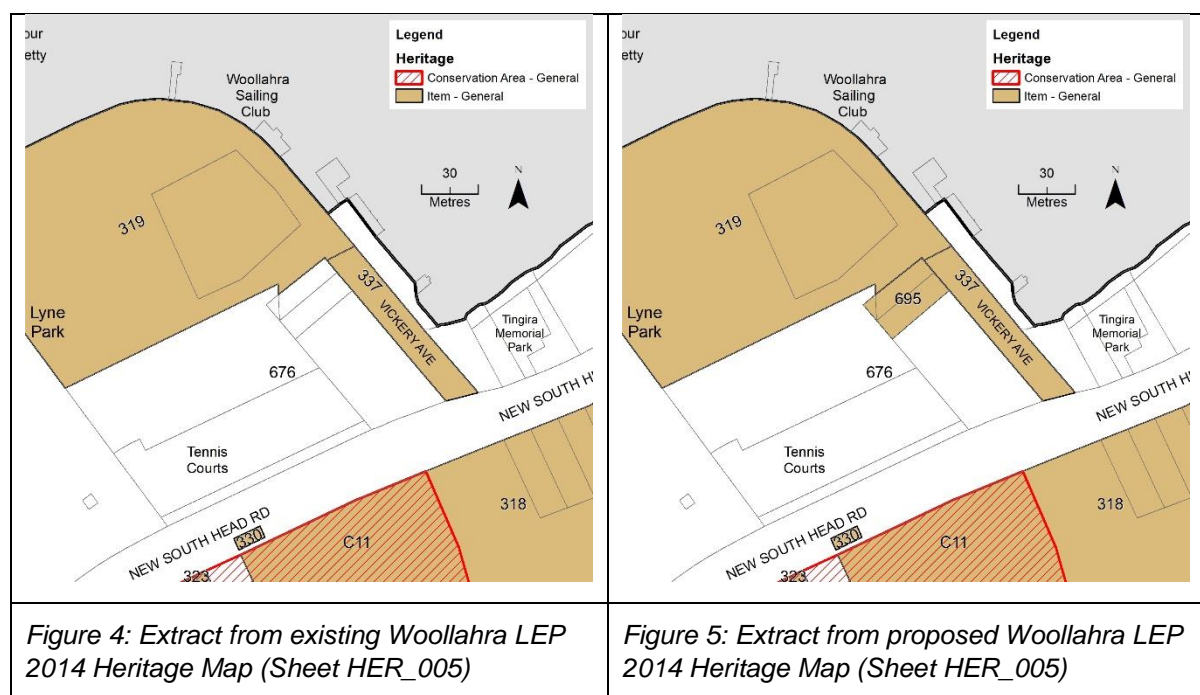 our
etty
Legend
Heritage
Conservation Area - General
Item - General
Woollahra
Sailing
Club
N
30
Metres
319
337
VICKERY AVE
Lyne
Park
Tingira
Memorial
Park
676
NEW SOUTH HE
Tennis
Courts
318
NEW SOUTH HEAD RD
330
C11
323
Figure 4: Extract from existing Woollahra LEP
2014 Heritage Map (Sheet HER_005)
our
etty
Legend
Heritage
Conservation Area - General
Item - General
Woollahra
Sailing
Club
N
30
Metres
319
337
695
VICKERY AVE
Lyne
Park
Tingira
Memorial
Park
676
NEW SOUTH HE
Tennis
Courts
318
NEW SOUTH HEAD RD
330
C11
323
Figure 5: Extract from proposed Woollahra LEP
2014 Heritage Map (Sheet HER_005)